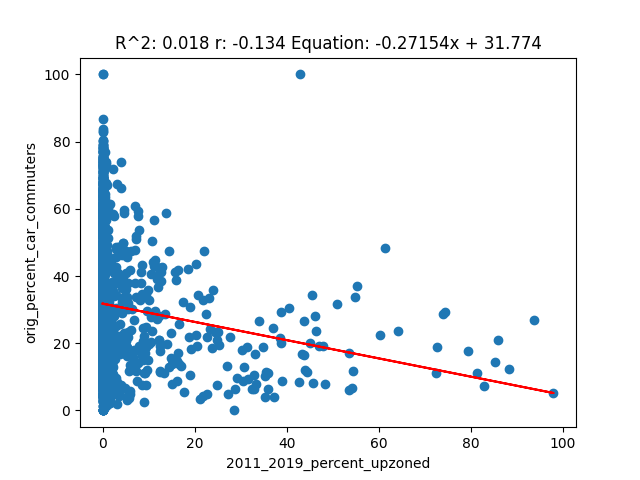 R^2: 0.018 r: -0.134 Equation: -0.27154x + 31.774
100
80
60
40
20
0
orig_percent_car_commuters
0 20 40 60 80 100
2011_2019_percent_upzoned